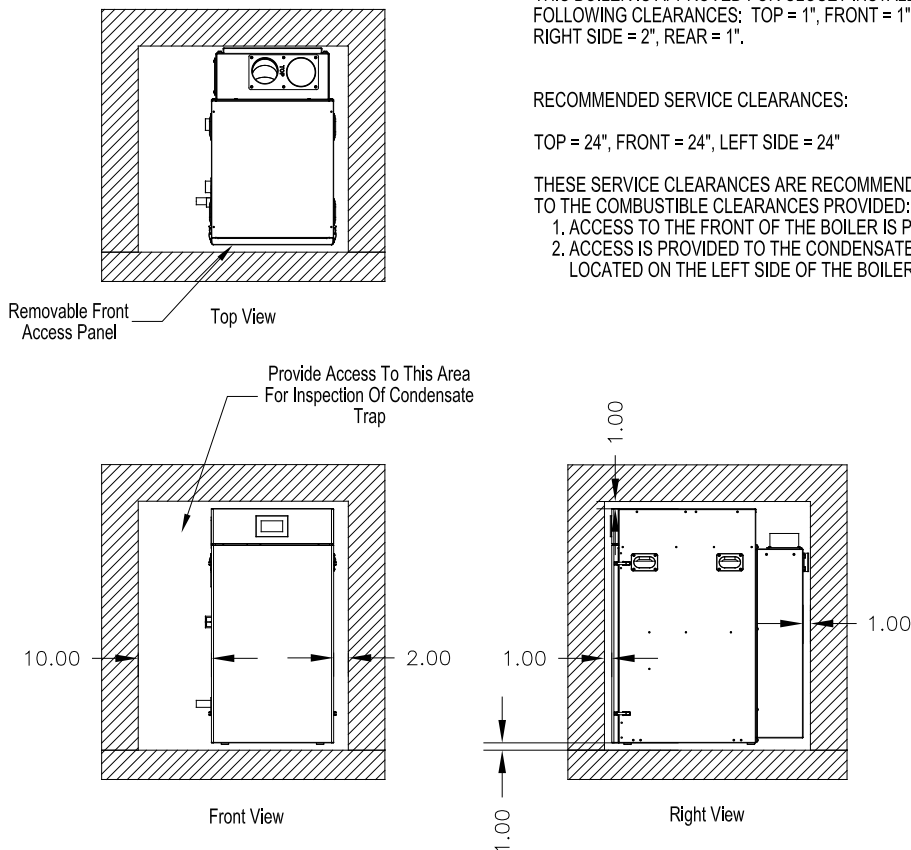 FOLLOWING CLEARANCES: TOP = 1", FRONT = 1"
RIGHT SIDE = 2", REAR = 1".
RECOMMENDED SERVICE CLEARANCES:
TOP = 24", FRONT = 24", LEFT SIDE = 24"
THESE SERVICE CLEARANCES ARE
TO THE COMBUSTIBLE CLEARANCES PROVIDED:
1. ACCESS TO THE FRONT OF THE BOILER IS
2. ACCESS IS PROVIDED TO THE CONDENSATE
LOCATED ON THE LEFT SIDE OF THE BOILER
TOP
Removable Front
Access Panel
Top View
Provide Access To This Area
For Inspection Of Condensate
Trap
10.00
2.00
Front View
1.00
1.00
1.00
1.00
Right View